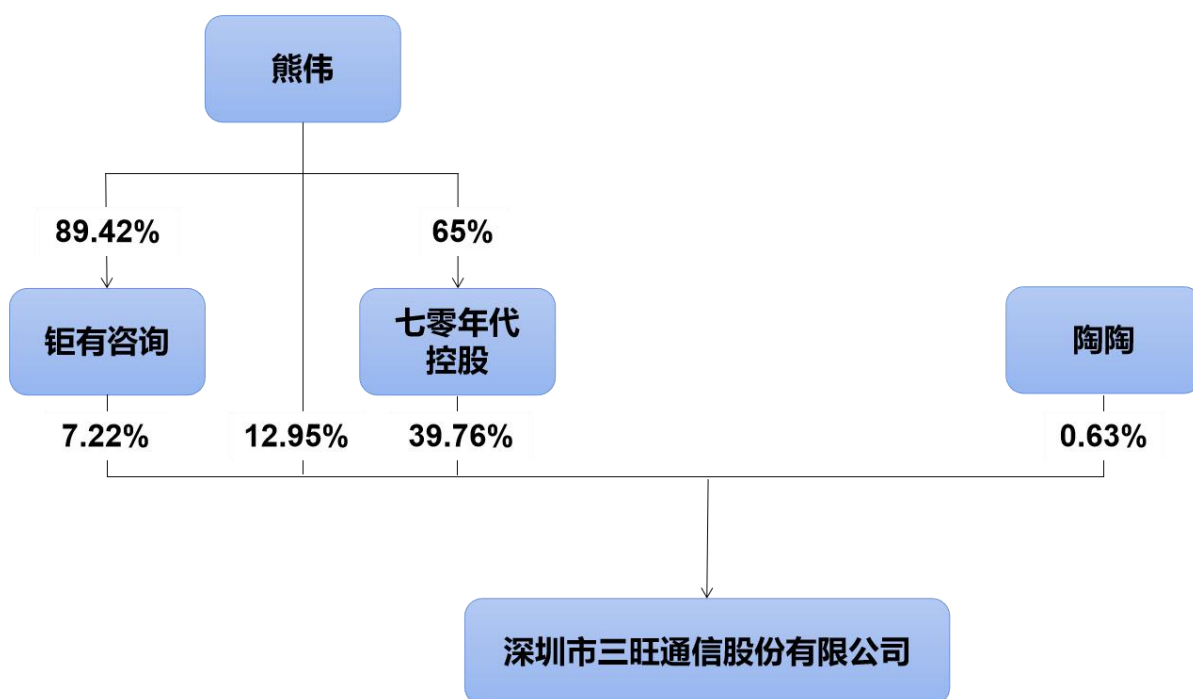 熊伟
89.42%
65%
钜有咨询
七零年代
控股
陶陶
7.22%
12.95%
39.76%
0.63%
深圳市三旺通信股份有限公司